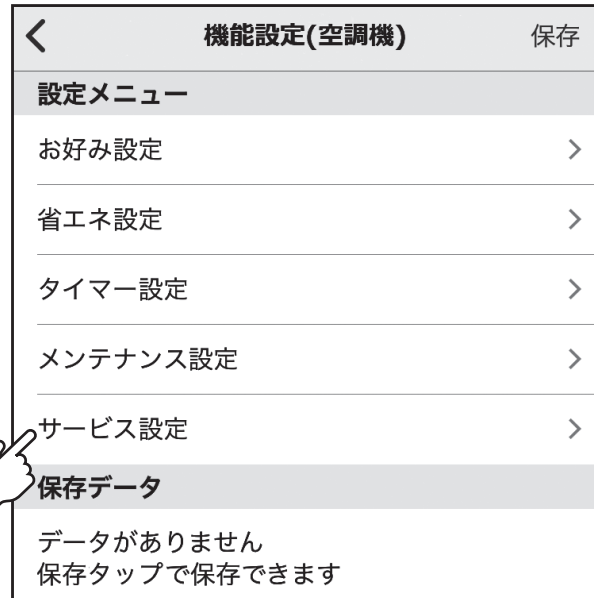 機能設定(空調機) 保存
設定メニュー
お好み設定
省エネ設定
タイマー設定
メンテナンス設定
サービス設定
保存データ
データがありません
保存タップで保存できます